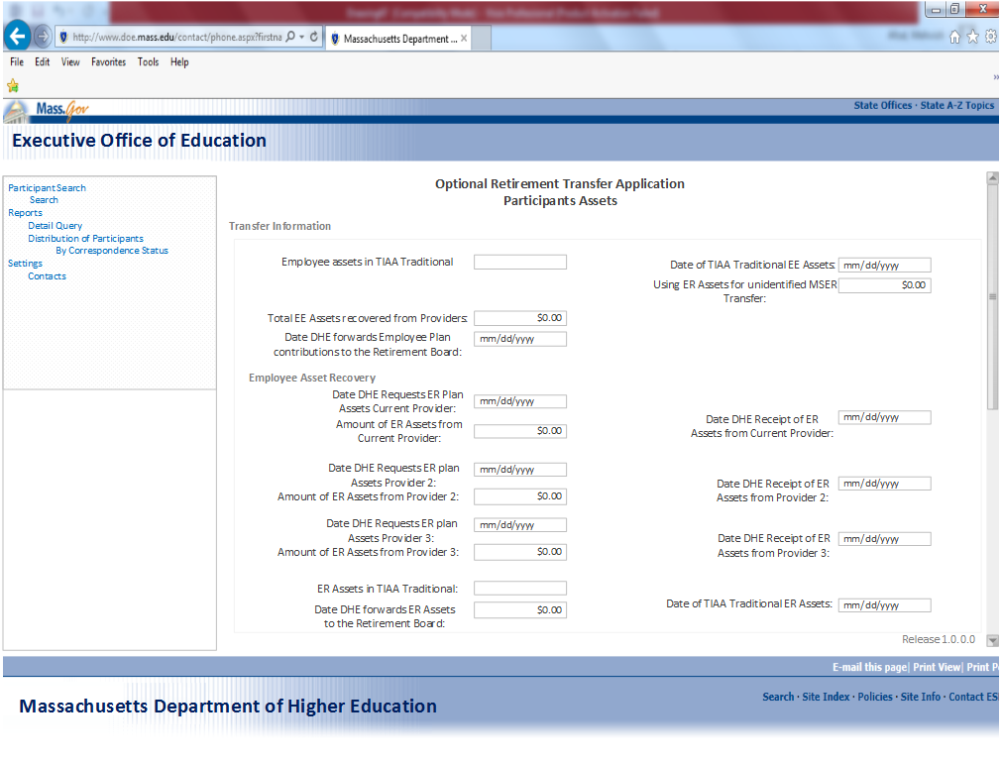 http://www.doe.mass.edu/contact/phone.aspx?firstna
Massachusetts Department ...
File Edit View Favorites Tools Help
Mass.Gov
State Offices · State A-Z Topics
Executive Office of Education
Participant Search
Search
Reports
Detail Query
Distribution of Participants
By Correspondence Status
Settings
Contacts
Optional Retirement Transfer Application
Participants Assets
Transfer Information
Employee assets in TIAA Traditional
Date of TIAA Traditional EE Assets: mm/dd/yyyy
Using ER Assets for unidentified MSER $0.00
Transfer:
Total EE Assets recovered from Providers: $0.00
Date DHE forwards Employee Plan mm/dd/yyyy
contributions to the Retirement Board:
Employee Asset Recovery
Date DHE Requests ER Plan mm/dd/yyyy
Assets Current Provider:
Amount of ER Assets from $0.00
Current Provider:
Date DHE Receipt of ER mm/dd/yyyy
Assets from Current Provider:
Date DHE Requests ER plan mm/dd/yyyy
Assets Provider 2:
Amount of ER Assets from Provider 2: $0.00
Date DHE Receipt of ER mm/dd/yyyy
Assets from Provider 2:
Date DHE Requests ER plan mm/dd/yyyy
Assets Provider 3:
Amount of ER Assets from Provider 3: $0.00
Date DHE Receipt of ER mm/dd/yyyy
Assets from Provider 3:
ER Assets in TIAA Traditional:
Date DHE forwards ER Assets $0.00
to the Retirement Board:
Date of TIAA Traditional ER Assets: mm/dd/yyyy
Release 1.0.0.0
E-mail this page| Print View| Print P
Massachusetts Department of Higher Education
Search · Site Index · Policies · Site Info · Contact ES